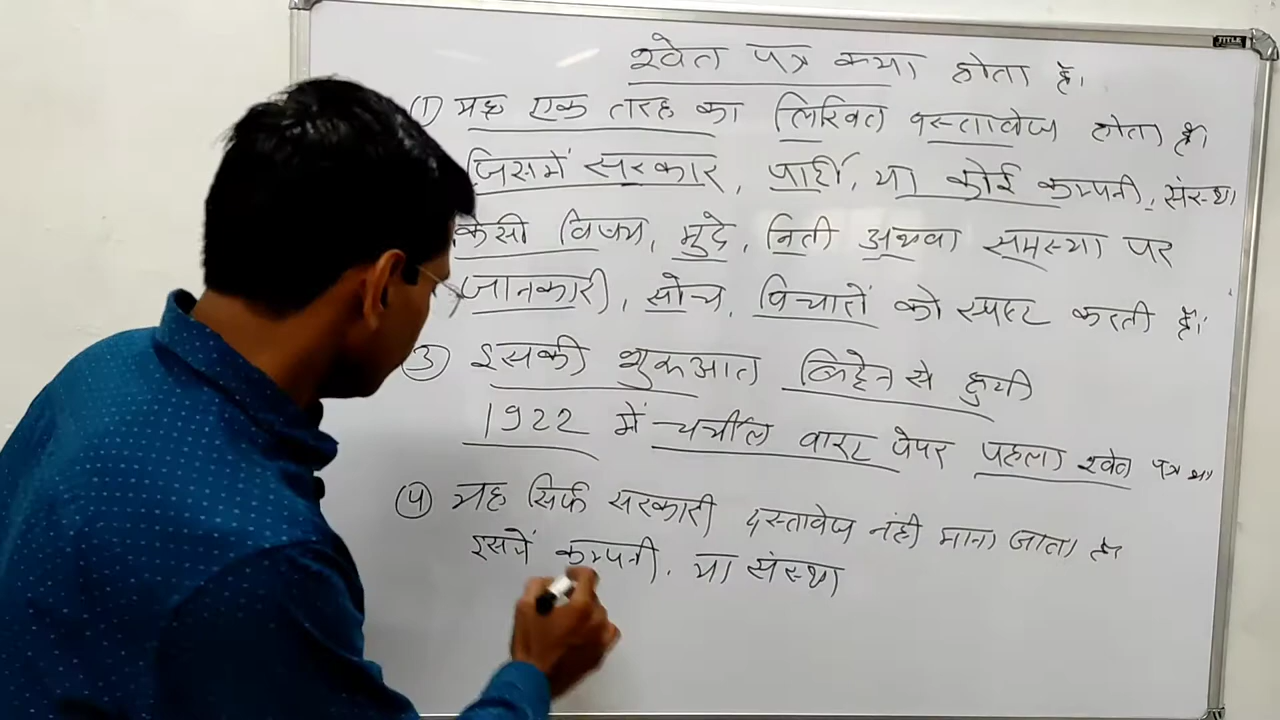 श्वेत पत्र क्या होता है।
TITLE
(1) यह एक तरह का लिखित दस्तावेज होता है।
जिसमें सरकार, पार्टी, या कोई कम्पनी, संस्था
किसी विषय, मुद्दे, निती अथवा समस्या पर
जानकारी, सोच, विचारों को स्पष्ट करती हैं।
(3) इसकी शुरूआत ब्रिटेन से हुयी
1922 में चर्चील वाइट पेपर पहला श्वेत पत्र था
(4) यह सिर्फ सरकारी दस्तावेज नंही माना जाता है
इसमें कम्पनी, या संस्था